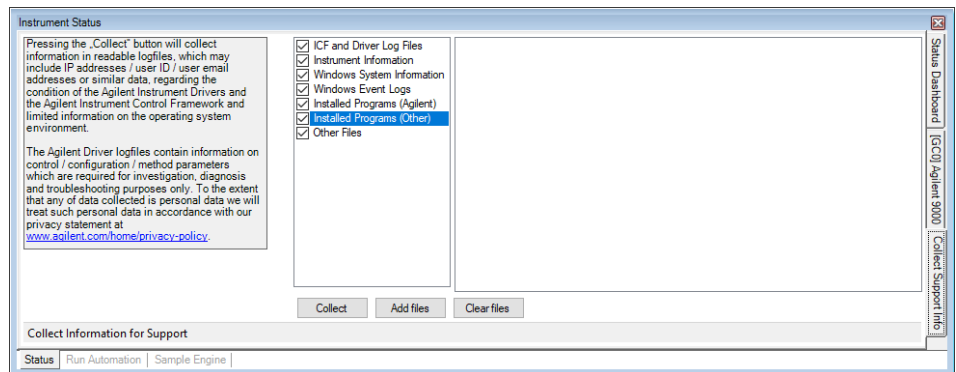 Instrument Status
Pressing the „Collect" button will collect
information in readable logfiles, which may
include IP addresses / user ID / user email
addresses or similar data, regarding the
condition of the Agilent Instrument Drivers and
the Agilent Instrument Control Framework and
limited information on the operating system
environment.
The Agilent Driver logfiles contain information on
control / configuration / method parameters
which are required for investigation, diagnosis
and troubleshooting purposes only. To the extent
that any of data collected is personal data we will
treat such personal data in accordance with our
privacy statement at
www.agilent.com/home/privacy-policy.
ICF and Driver Log Files
Instrument Information
Windows System Information
Windows Event Logs
Installed Programs (Agilent)
Installed Programs (Other)
Other Files
Collect
Add files
Clear files
Status Dashboard
[GC0] Agilent 9000
Collect Support Info
Collect Information for Support
Status
Run Automation
Sample Engine